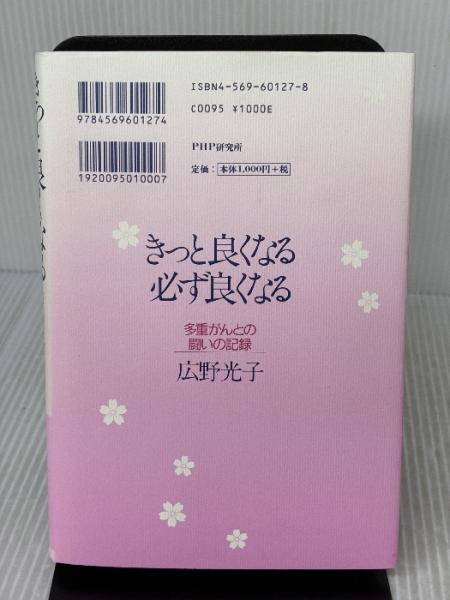 ISBN4-569-60127-8
9784569601274
C0095 ¥1000E
PHP研究所
1920095010007
定価：本体1,000円+税
きっと良くなる
必ず良くなる
多重がんとの
闘いの記録
広野光子